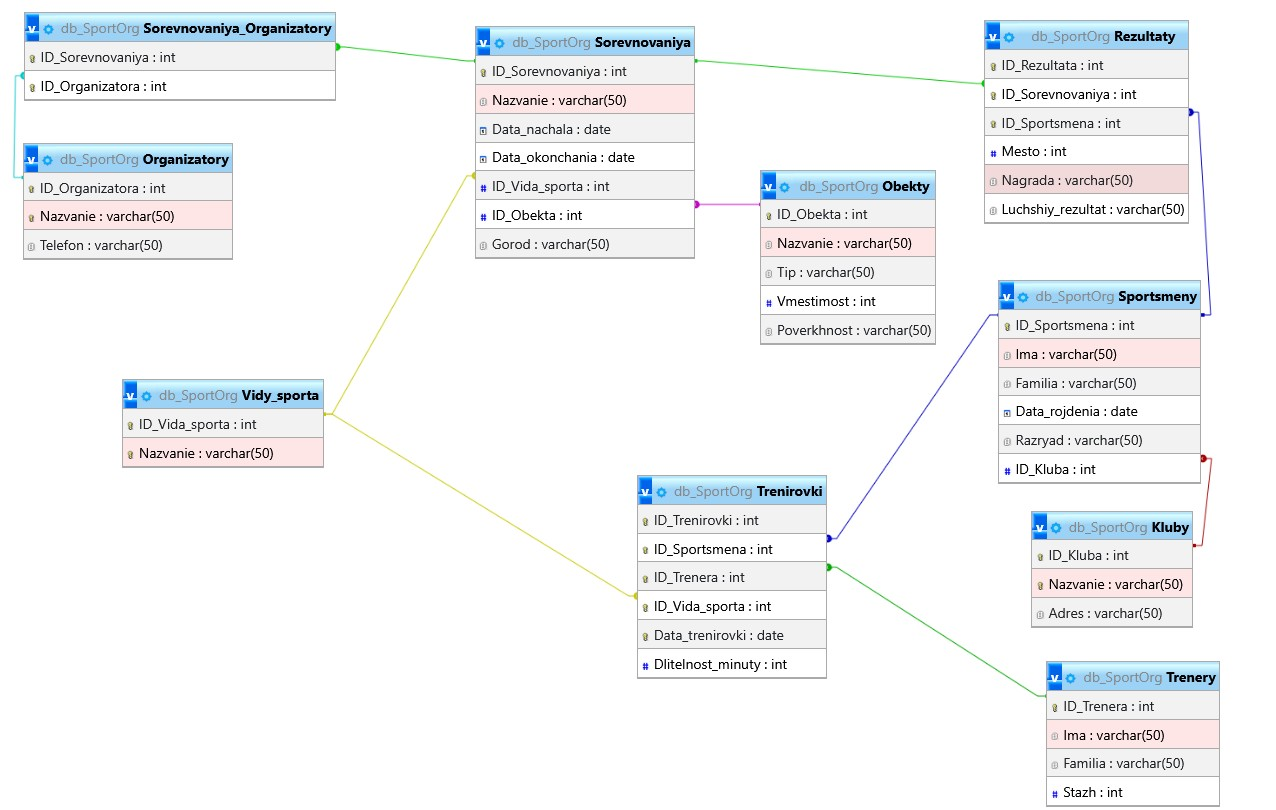 db_SportOrg Sorevnovaniya_Organizatory
ID_Sorevnovaniya : int
ID_Organizatora : int
db_SportOrg Organizatory
ID_Organizatora : int
Nazvanie : varchar(50)
Telefon : varchar(50)
db_SportOrg Sorevnovaniya
ID_Sorevnovaniya : int
Nazvanie : varchar(50)
Data_nachala : date
Data_okonchania : date
ID_Vida_sporta : int
ID_Obekta : int
Gorod : varchar(50)
db_SportOrg Obekty
ID_Obekta : int
Nazvanie : varchar(50)
Tip : varchar(50)
Vmestimost : int
Poverkhnost : varchar(50)
db_SportOrg Rezultaty
ID_Rezultata : int
ID_Sorevnovaniya : int
ID_Sportsmena : int
Mesto : int
Nagrada : varchar(50)
Luchshiy_rezultat : varchar(50)
db_SportOrg Sportsmeny
ID_Sportsmena : int
Ima : varchar(50)
Familia : varchar(50)
Data_rojdenia : date
Razryad : varchar(50)
ID_Kluba : int
db_SportOrg Vidy_sporta
ID_Vida_sporta : int
Nazvanie : varchar(50)
db_SportOrg Trenirovki
ID_Trenirovki : int
ID_Sportsmena : int
ID_Trenera : int
ID_Vida_sporta : int
Data_trenirovki : date
Dlitelnost_minuty : int
db_SportOrg Kluby
ID_Kluba : int
Nazvanie : varchar(50)
Adres : varchar(50)
db_SportOrg Trenery
ID_Trenera : int
Ima : varchar(50)
Familia : varchar(50)
Stazh : int